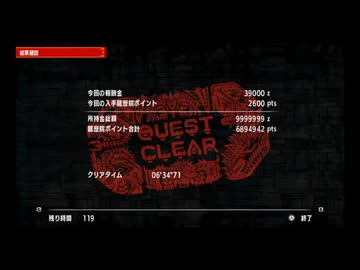 結果確認
今回の報酬金 39000 z
今回の入手龍歴院ポイント 2600 pts
所持金総額 9999999 z
龍歴院ポイント合計 6894942 pts
QUEST
CLEAR
クリアタイム 06'34"71
残り時間 119
終了